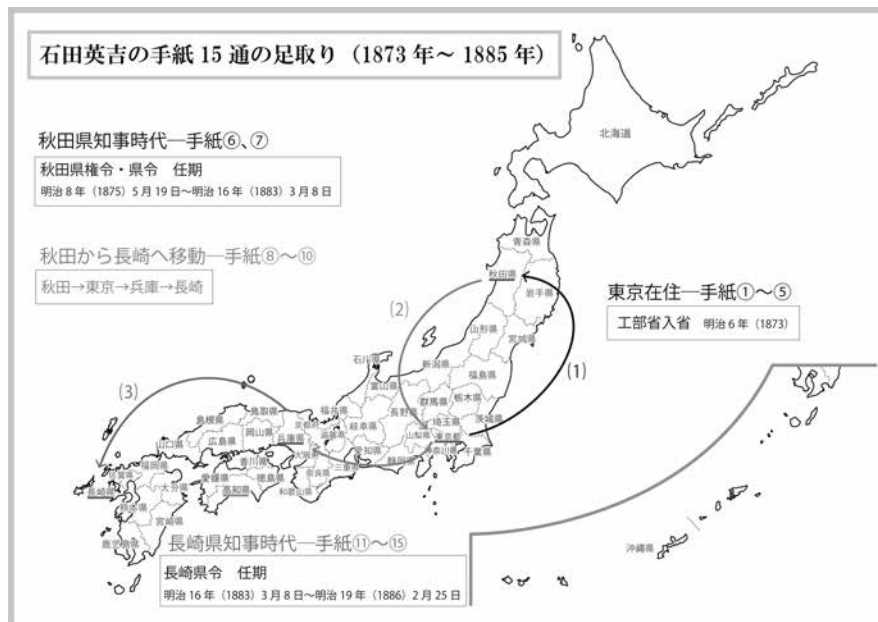 石田英吉の手紙15通の足取り（1873年～1885年）
秋田県知事時代―手紙⑥、⑦
秋田県権令・県令　任期
明治8年（1875）5月19日～明治16年（1883）3月8日
秋田から長崎へ移動―手紙⑧～⑩
秋田→東京→兵庫→長崎
東京在住―手紙①～⑤
工部省入省　明治6年（1873）
北海道
青森県
秋田県
岩手県
(2)
山形県
宮城県
(1)
石川県
新潟県
福島県
富山県
(3)
群馬県
栃木県
鳥取県
福井県
長野県
茨城県
島根県
京都府
岐阜県
埼玉県
山口県
広島県
岡山県
兵庫県
滋賀県
山梨県
東京都
愛知県
静岡県
神奈川県
千葉県
香川県
大阪府
三重県
奈良県
福岡県
佐賀県
愛媛県
徳島県
長崎県
大分県
高知県
和歌山県
熊本県
宮崎県
鹿児島県
沖縄県
長崎県知事時代―手紙⑪～⑮
長崎県令　任期
明治16年（1883）3月8日～明治19年（1886）2月25日